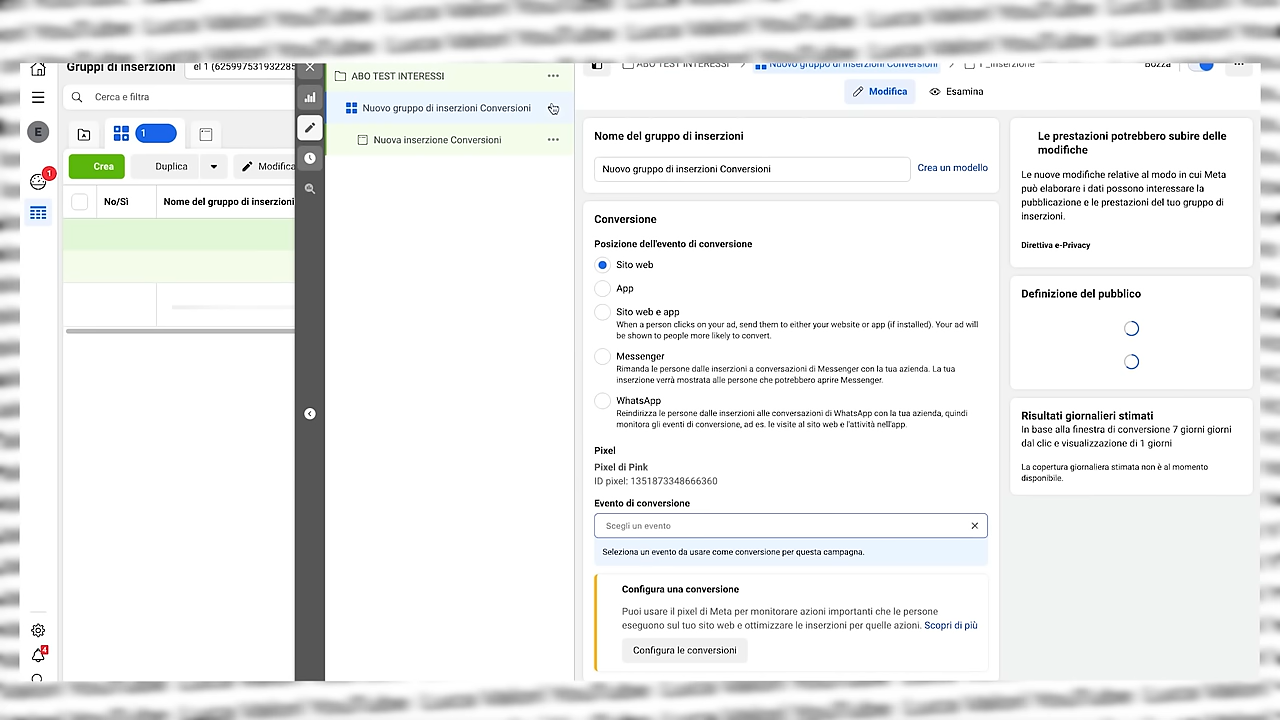 Gruppi di inserzioni
el 1 (62599753193228
Cerca e filtra
E
1
1
Crea
Duplica
Modifica
No/Sì
Nome del gruppo di inserzioni
4
ABO TEST INTERESSI
Nuovo gruppo di inserzioni Conversioni
Nuova inserzione Conversioni
ABO TEST INTERESSI
Nuovo gruppo di inserzioni Conversioni
1_Inserzione
Bozza
Modifica
Esamina
Nome del gruppo di inserzioni
Nuovo gruppo di inserzioni Conversioni
Crea un modello
Conversione
Posizione dell'evento di conversione
Sito web
App
Sito web e app
When a person clicks on your ad, send them to either your website or app (if installed). Your ad will
be shown to people more likely to convert.
Messenger
Rimanda le persone dalle inserzioni a conversazioni di Messenger con la tua azienda. La tua
inserzione verrà mostrata alle persone che potrebbero aprire Messenger.
WhatsApp
Reindirizza le persone dalle inserzioni alle conversazioni di WhatsApp con la tua azienda, quindi
monitora gli eventi di conversione, ad es. le visite al sito web e l'attività nell'app.
Pixel
Pixel di Pink
ID pixel: 1351873348666360
Evento di conversione
Scegli un evento
Seleziona un evento da usare come conversione per questa campagna.
Configura una conversione
Puoi usare il pixel di Meta per monitorare azioni importanti che le persone
eseguono sul tuo sito web e ottimizzare le inserzioni per quelle azioni. Scopri di più
Configura le conversioni
Le prestazioni potrebbero subire delle
modifiche
Le nuove modifiche relative al modo in cui Meta
può elaborare i dati possono interessare la
pubblicazione e le prestazioni del tuo gruppo di
inserzioni.
Direttiva e-Privacy
Definizione del pubblico
Risultati giornalieri stimati
In base alla finestra di conversione 7 giorni giorni
dal clic e visualizzazione di 1 giorni
La copertura giornaliera stimata non è al momento
disponibile.